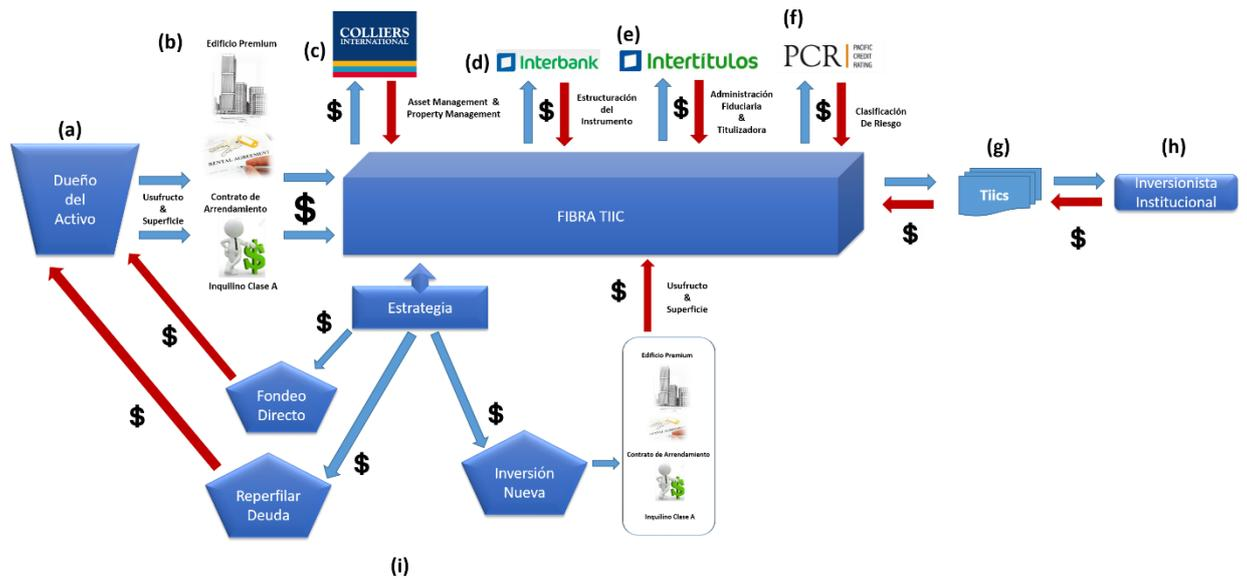 (a)
Dueño
del
Activo
Usufructo
&
Superficie
(b)
Edificio Premium
RENTAL AGREEMENT
Contrato de
Arrendamiento
Inquilino Clase A
$
(c)
COLLIERS
INTERNATIONAL
$
Asset Management &
Property Management
(d)
Interbank
$
Estructuración
del
Instrumento
(e)
Intertítulos
$
Administración
Fiduciaria
&
Titulizadora
(f)
PCR
PACIFIC
CREDIT
RATING
$
Clasificación
De Riesgo
FIBRA TIIC
(g)
Tiics
$
(h)
Inversionista
Institucional
$
Estrategia
$
$
$
Fondeo
Directo
$
Reperfilar
Deuda
$
Inversión
Nueva
$
Usufructo
&
Superficie
Edificio Premium
Contrato de Arrendamiento
Inquilino Clase A
(i)